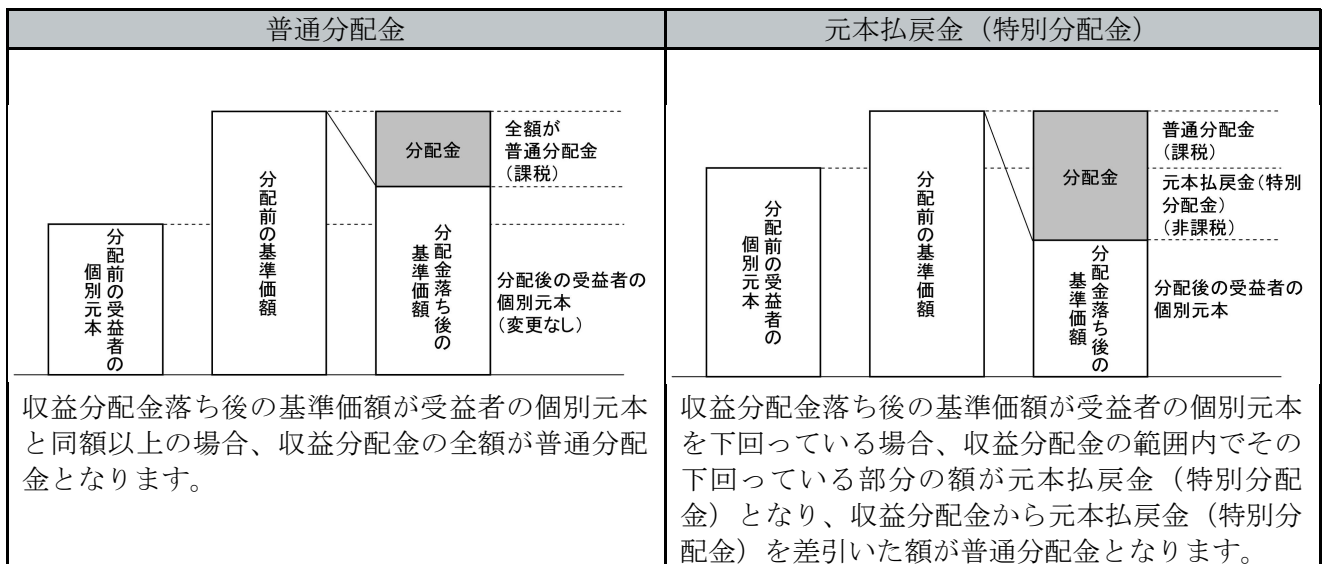 普通分配金
分配前の受益者の
個別元本
分配前の基準価額
分配金
分配金落ち後の
基準価額
全額が
普通分配金
（課税）
分配後の受益者の
個別元本
（変更なし）
収益分配金落ち後の基準価額が受益者の個別元本
と同額以上の場合、収益分配金の全額が普通分配
金となります。
元本払戻金（特別分配金）
分配前の受益者の
個別元本
分配前の基準価額
分配金
分配金落ち後の
基準価額
普通分配金
（課税）
元本払戻金（特別
分配金）
（非課税）
分配後の受益者の
個別元本
収益分配金落ち後の基準価額が受益者の個別元本
を下回っている場合、収益分配金の範囲内でその
下回っている部分の額が元本払戻金（特別分配
金）となり、収益分配金から元本払戻金（特別分
配金）を差引いた額が普通分配金となります。